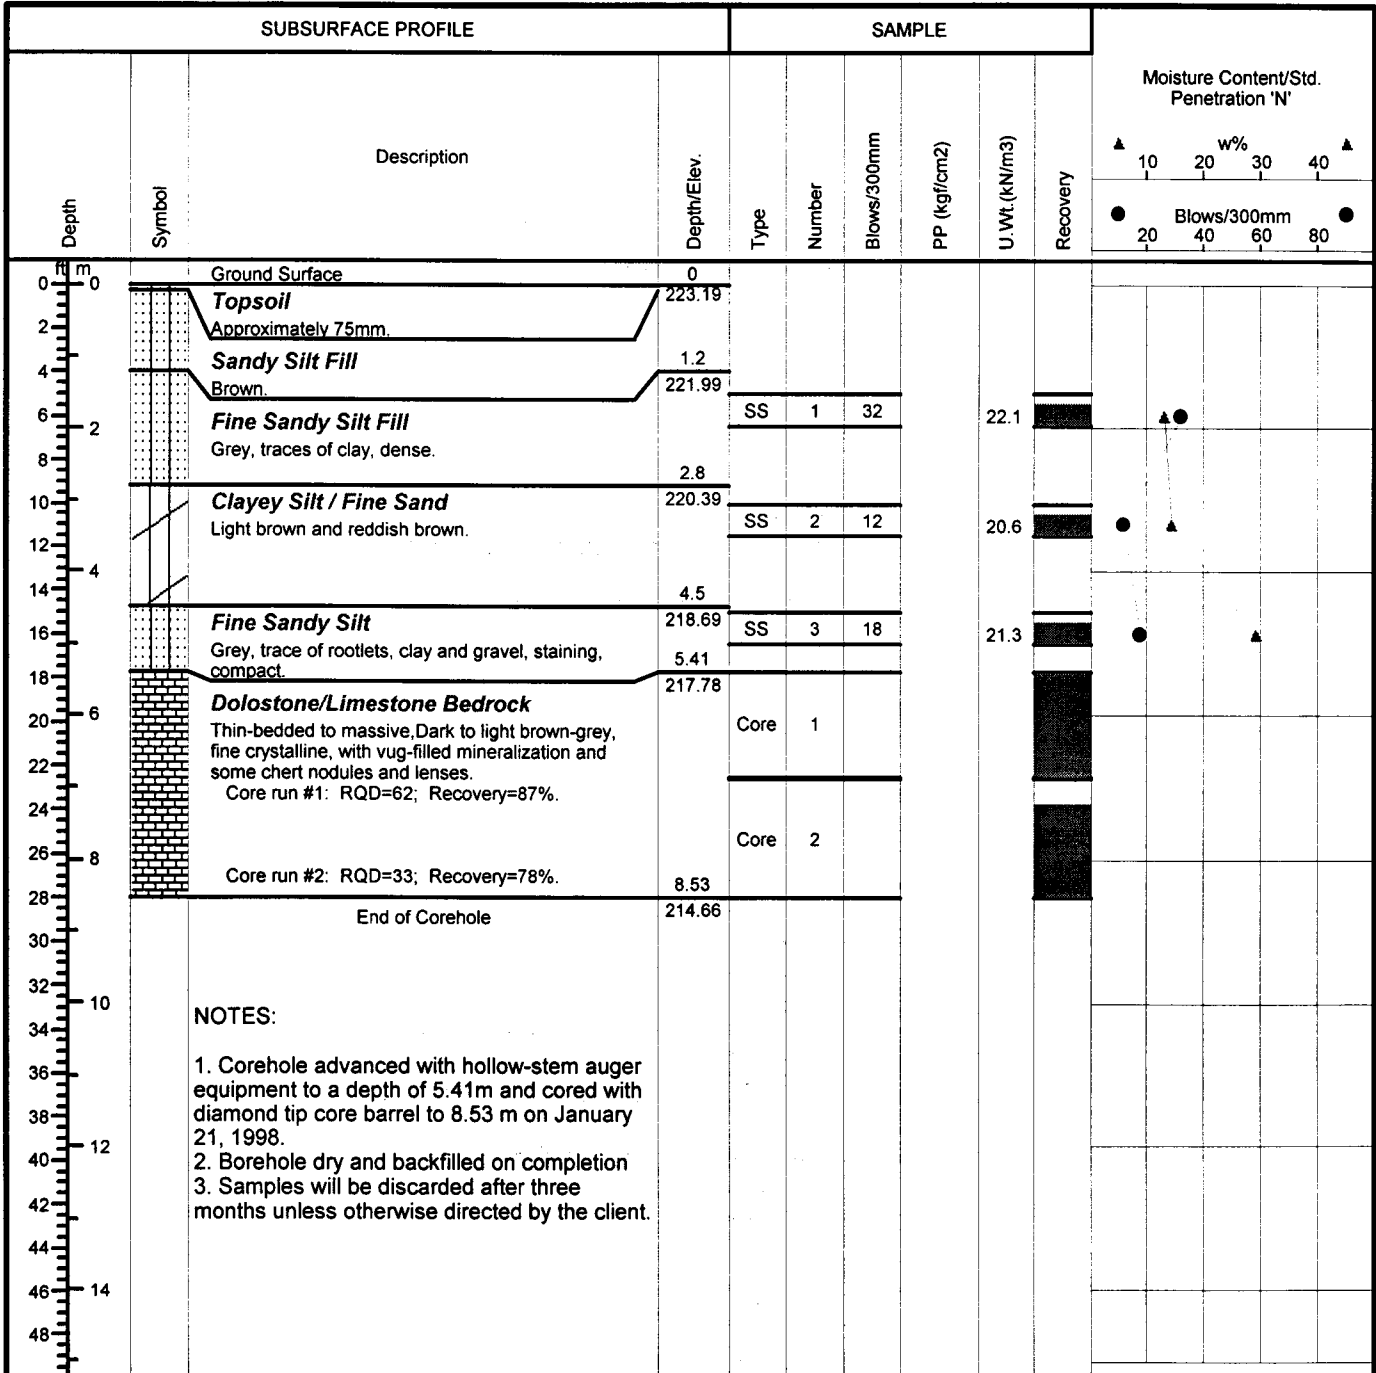 SUBSURFACE PROFILE
SAMPLE
Moisture Content/Std.
Penetration 'N'
w%
10 20 30 40
Blows/300mm
20 40 60 80
Depth
Symbol
Description
Depth/Elev.
Type
Number
Blows/300mm
PP (kgf/cm2)
U.Wt.(kN/m3)
Recovery
ft m
0 0
2
4
6
2
8
10
12
4
14
16
18
20
6
22
24
26
8
28
30
32
10
34
36
38
12
40
42
44
46
14
48
Ground Surface 0
Topsoil 223.19
Approximately 75mm.
Sandy Silt Fill 1.2
Brown. 221.99
Fine Sandy Silt Fill
Grey, traces of clay, dense.
2.8
SS 1 32 22.1
Clayey Silt / Fine Sand 220.39
Light brown and reddish brown.
4.5
SS 2 12 20.6
Fine Sandy Silt 218.69
Grey, trace of rootlets, clay and gravel, staining,
compact.
5.41
SS 3 18 21.3
217.78
Dolostone/Limestone Bedrock
Thin-bedded to massive,Dark to light brown-grey,
fine crystalline, with vug-filled mineralization and
some chert nodules and lenses.
Core run #1: RQD=62; Recovery=87%.
Core 1
Core 2
Core run #2: RQD=33; Recovery=78%.
8.53
214.66
End of Corehole
NOTES:
1. Corehole advanced with hollow-stem auger
equipment to a depth of 5.41m and cored with
diamond tip core barrel to 8.53 m on January
21, 1998.
2. Borehole dry and backfilled on completion
3. Samples will be discarded after three
months unless otherwise directed by the client.